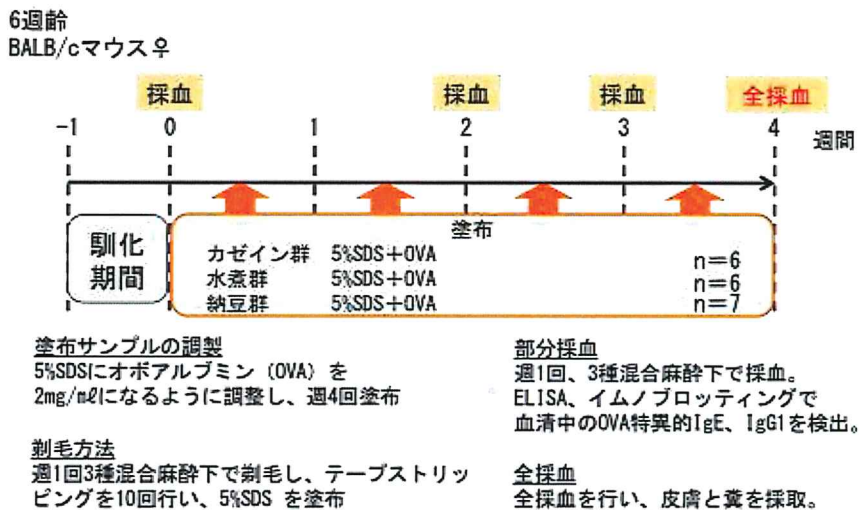 6週齢
BALB/cマウス♀
採血 採血 採血 全採血
-1 0 1 2 3 4 週間
馴化
期間
塗布
カゼイン群 5%SDS+OVA n=6
水煮群 5%SDS+OVA n=6
納豆群 5%SDS+OVA n=7
塗布サンプルの調製
5%SDSにオボアルブミン（OVA）を
2mg/mℓになるように調整し、週4回塗布
剃毛方法
週1回3種混合麻酔下で剃毛し、テープストリッ
ピングを10回行い、5%SDS を塗布
部分採血
週1回、3種混合麻酔下で採血。
ELISA、イムノブロッティングで
血清中のOVA特異的IgE、IgG1を検出。
全採血
全採血を行い、皮膚と糞を採取。